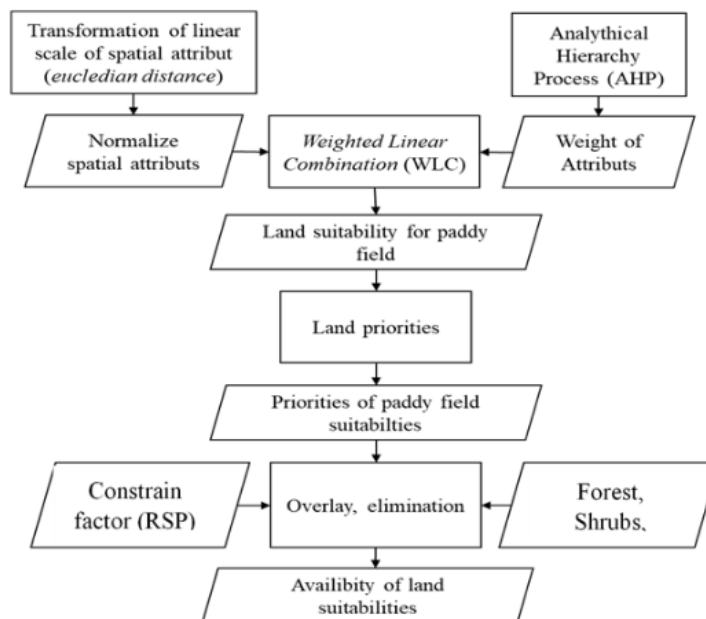 Transformation of linear
scale of spatial attribut
(eucledian distance)
Analytical
Hierarchy
Process (AHP)
Normalize
spatial attributs
Weighted Linear
Combination (WLC)
Weight of
Attributs
Land suitability for paddy
field
Land priorities
Priorities of paddy field
suitabilties
Constrain
factor (RSP)
Overlay, elimination
Forest,
Shrubs.
Availibity of land
suitabilities